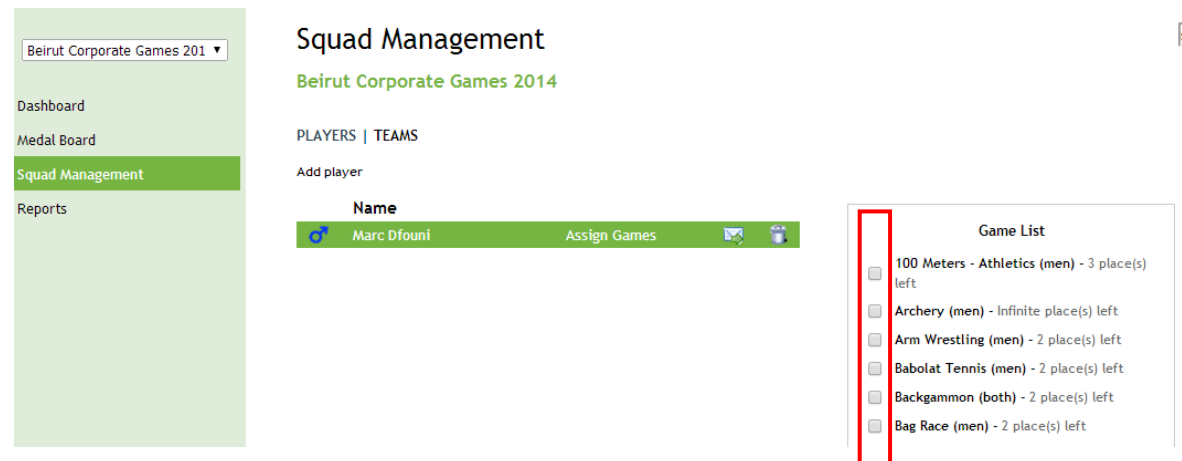 Beirut Corporate Games 201
Dashboard
Medal Board
Squad Management
Reports
Squad Management
Beirut Corporate Games 2014
PLAYERS | TEAMS
Add player
Name
Marc Dfouni Assign Games
Game List
100 Meters - Athletics (men) - 3 place(s)
left
Archery (men) - Infinite place(s) left
Arm Wrestling (men) - 2 place(s) left
Babolat Tennis (men) - 2 place(s) left
Backgammon (both) - 2 place(s) left
Bag Race (men) - 2 place(s) left